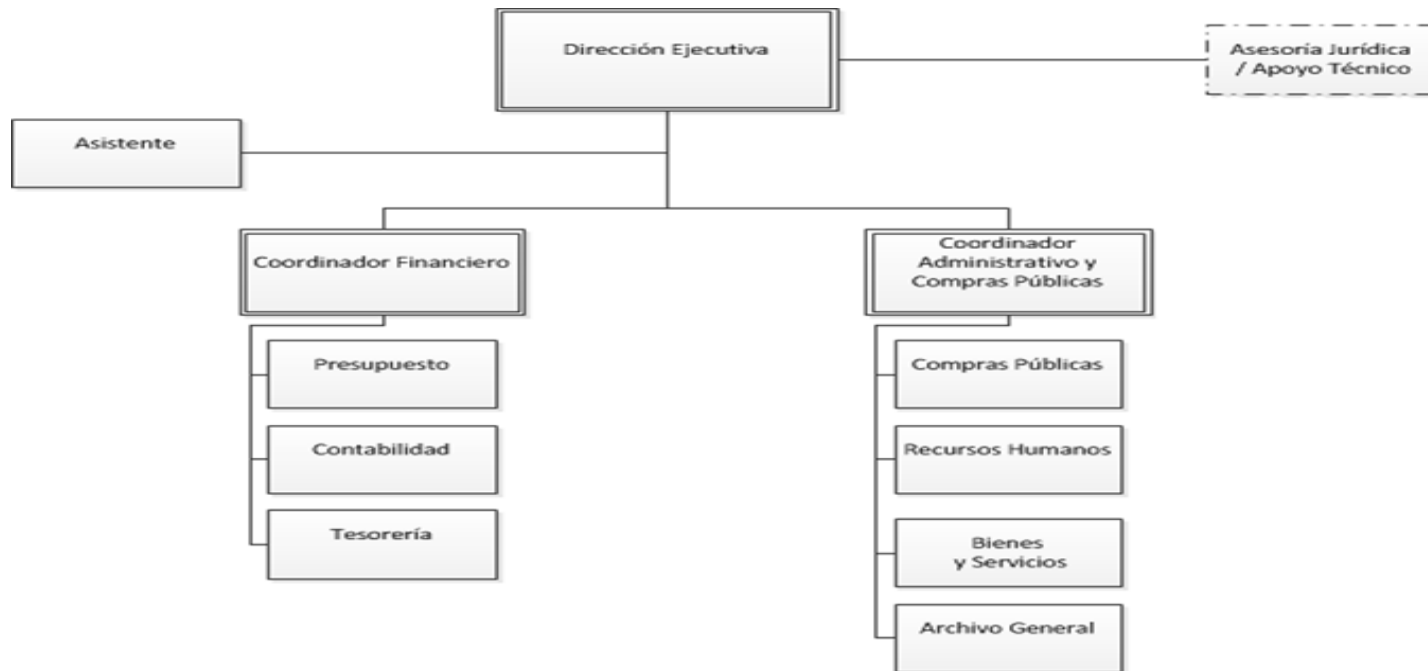 Dirección Ejecutiva
Asesoría Jurídica
/ Apoyo Técnico
Asistente
Coordinador Financiero
Coordinador
Administrativo y
Compras Públicas
Presupuesto
Contabilidad
Tesorería
Compras Públicas
Recursos Humanos
Bienes
y Servicios
Archivo General